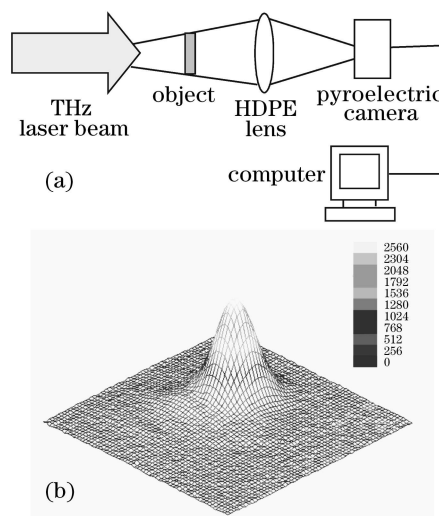 THz
laser beam
object
HDPE
lens
pyroelectric
camera
(a)
computer
2560
2304
2048
1792
1536
1280
1024
768
512
256
0
(b)